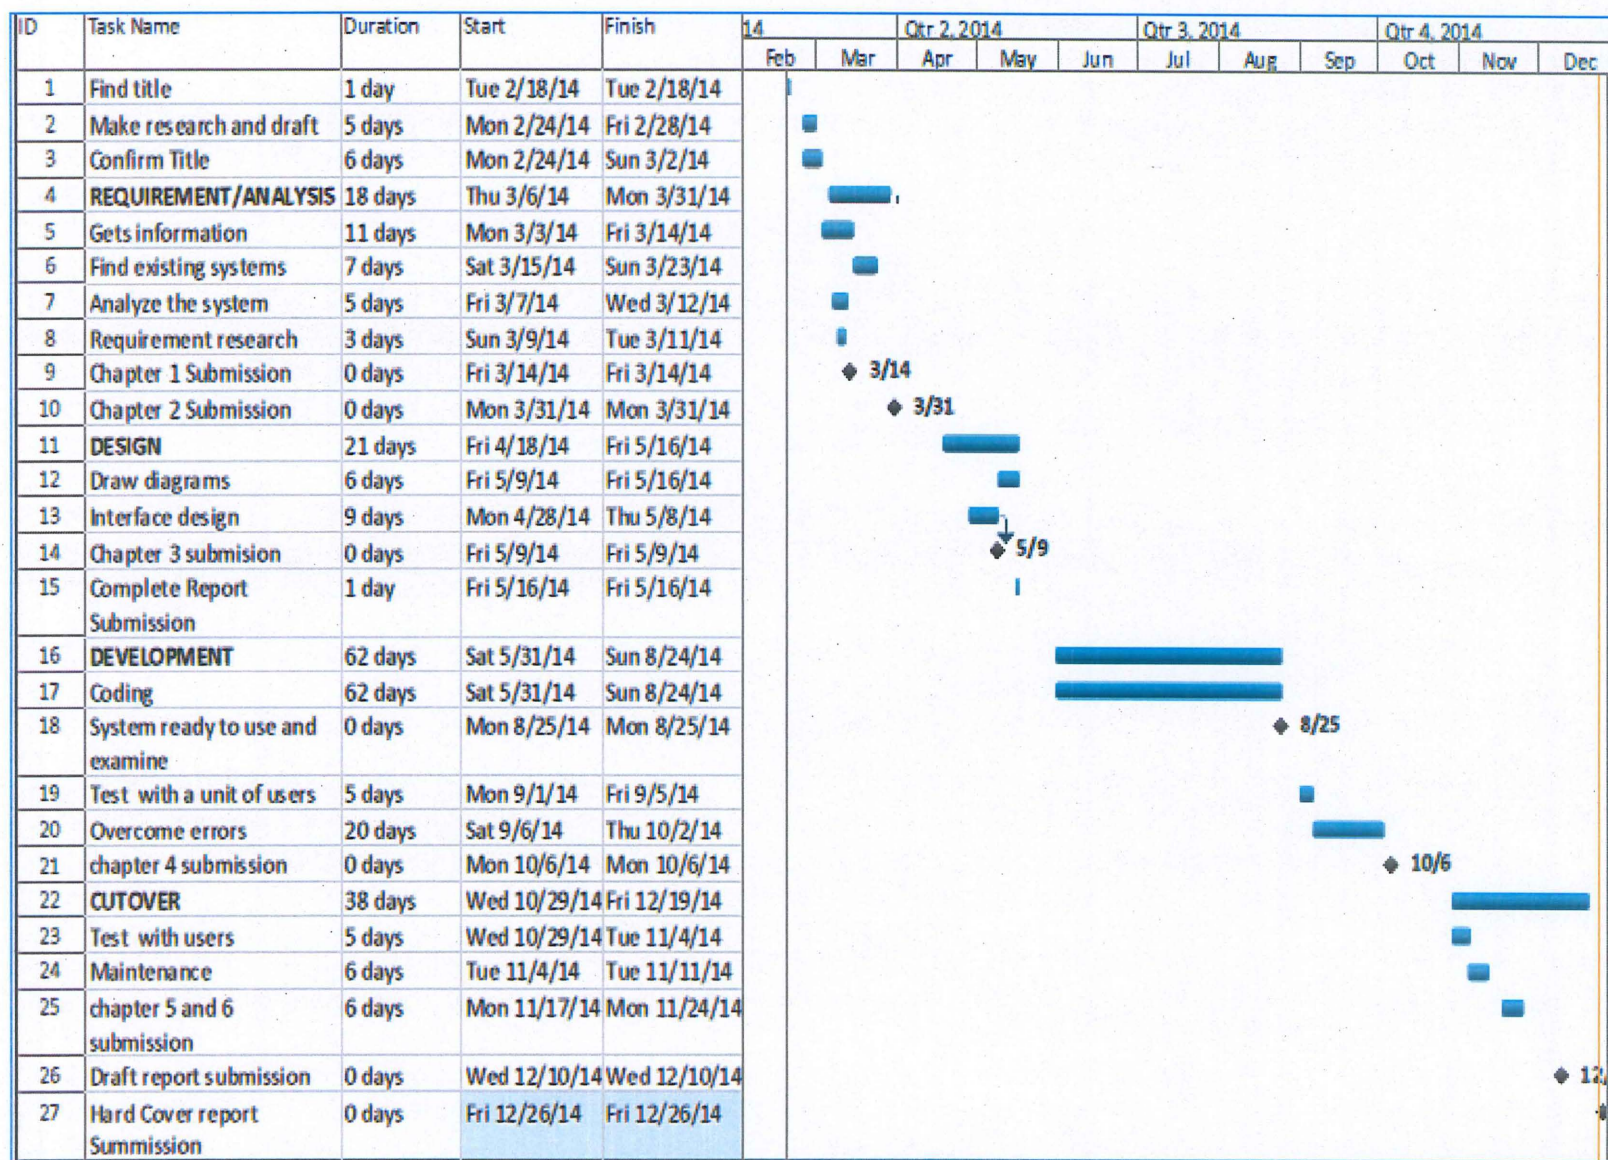 ID Task Name Duration Start Finish 14 Qtr 2, 2014 Qtr 3, 2014 Qtr 4, 2014
Feb Mar Apr May Jun Jul Aug Sep Oct Nov Dec
1 Find title 1 day Tue 2/18/14 Tue 2/18/14
2 Make research and draft 5 days Mon 2/24/14 Fri 2/28/14
3 Confirm Title 6 days Mon 2/24/14 Sun 3/2/14
4 REQUIREMENT/ANALYSIS 18 days Thu 3/6/14 Mon 3/31/14
5 Gets information 11 days Mon 3/3/14 Fri 3/14/14
6 Find existing systems 7 days Sat 3/15/14 Sun 3/23/14
7 Analyze the system 5 days Fri 3/7/14 Wed 3/12/14
8 Requirement research 3 days Sun 3/9/14 Tue 3/11/14
9 Chapter 1 Submission 0 days Fri 3/14/14 Fri 3/14/14 3/14
10 Chapter 2 Submission 0 days Mon 3/31/14 Mon 3/31/14 3/31
11 DESIGN 21 days Fri 4/18/14 Fri 5/16/14
12 Draw diagrams 6 days Fri 5/9/14 Fri 5/16/14
13 Interface design 9 days Mon 4/28/14 Thu 5/8/14
14 Chapter 3 submision 0 days Fri 5/9/14 Fri 5/9/14 5/9
15 Complete Report 1 day Fri 5/16/14 Fri 5/16/14
Submission
16 DEVELOPMENT 62 days Sat 5/31/14 Sun 8/24/14
17 Coding 62 days Sat 5/31/14 Sun 8/24/14
18 System ready to use and 0 days Mon 8/25/14 Mon 8/25/14 8/25
examine
19 Test with a unit of users 5 days Mon 9/1/14 Fri 9/5/14
20 Overcome errors 20 days Sat 9/6/14 Thu 10/2/14
21 chapter 4 submission 0 days Mon 10/6/14 Mon 10/6/14 10/6
22 CUTOVER 38 days Wed 10/29/14 Fri 12/19/14
23 Test with users 5 days Wed 10/29/14 Tue 11/4/14
24 Maintenance 6 days Tue 11/4/14 Tue 11/11/14
25 chapter 5 and 6 6 days Mon 11/17/14 Mon 11/24/14
submission
26 Draft report submission 0 days Wed 12/10/14 Wed 12/10/14 12/
27 Hard Cover report 0 days Fri 12/26/14 Fri 12/26/14
Summission